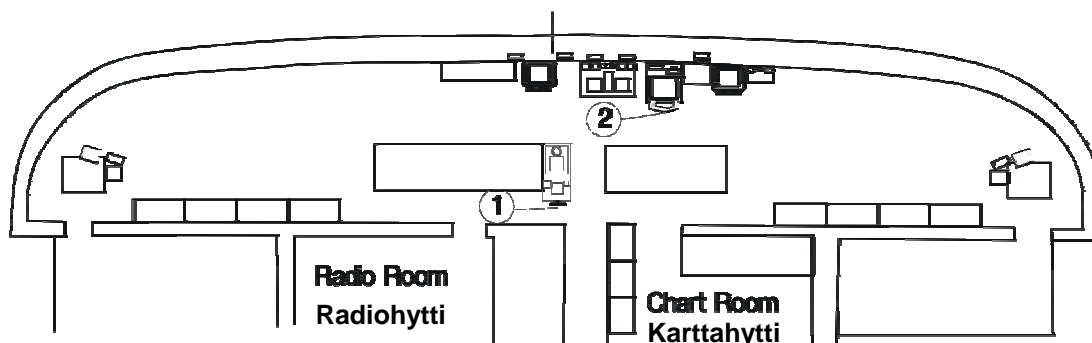 2
1
Radio Room
Radiohytti
Chart Room
Karttahytti